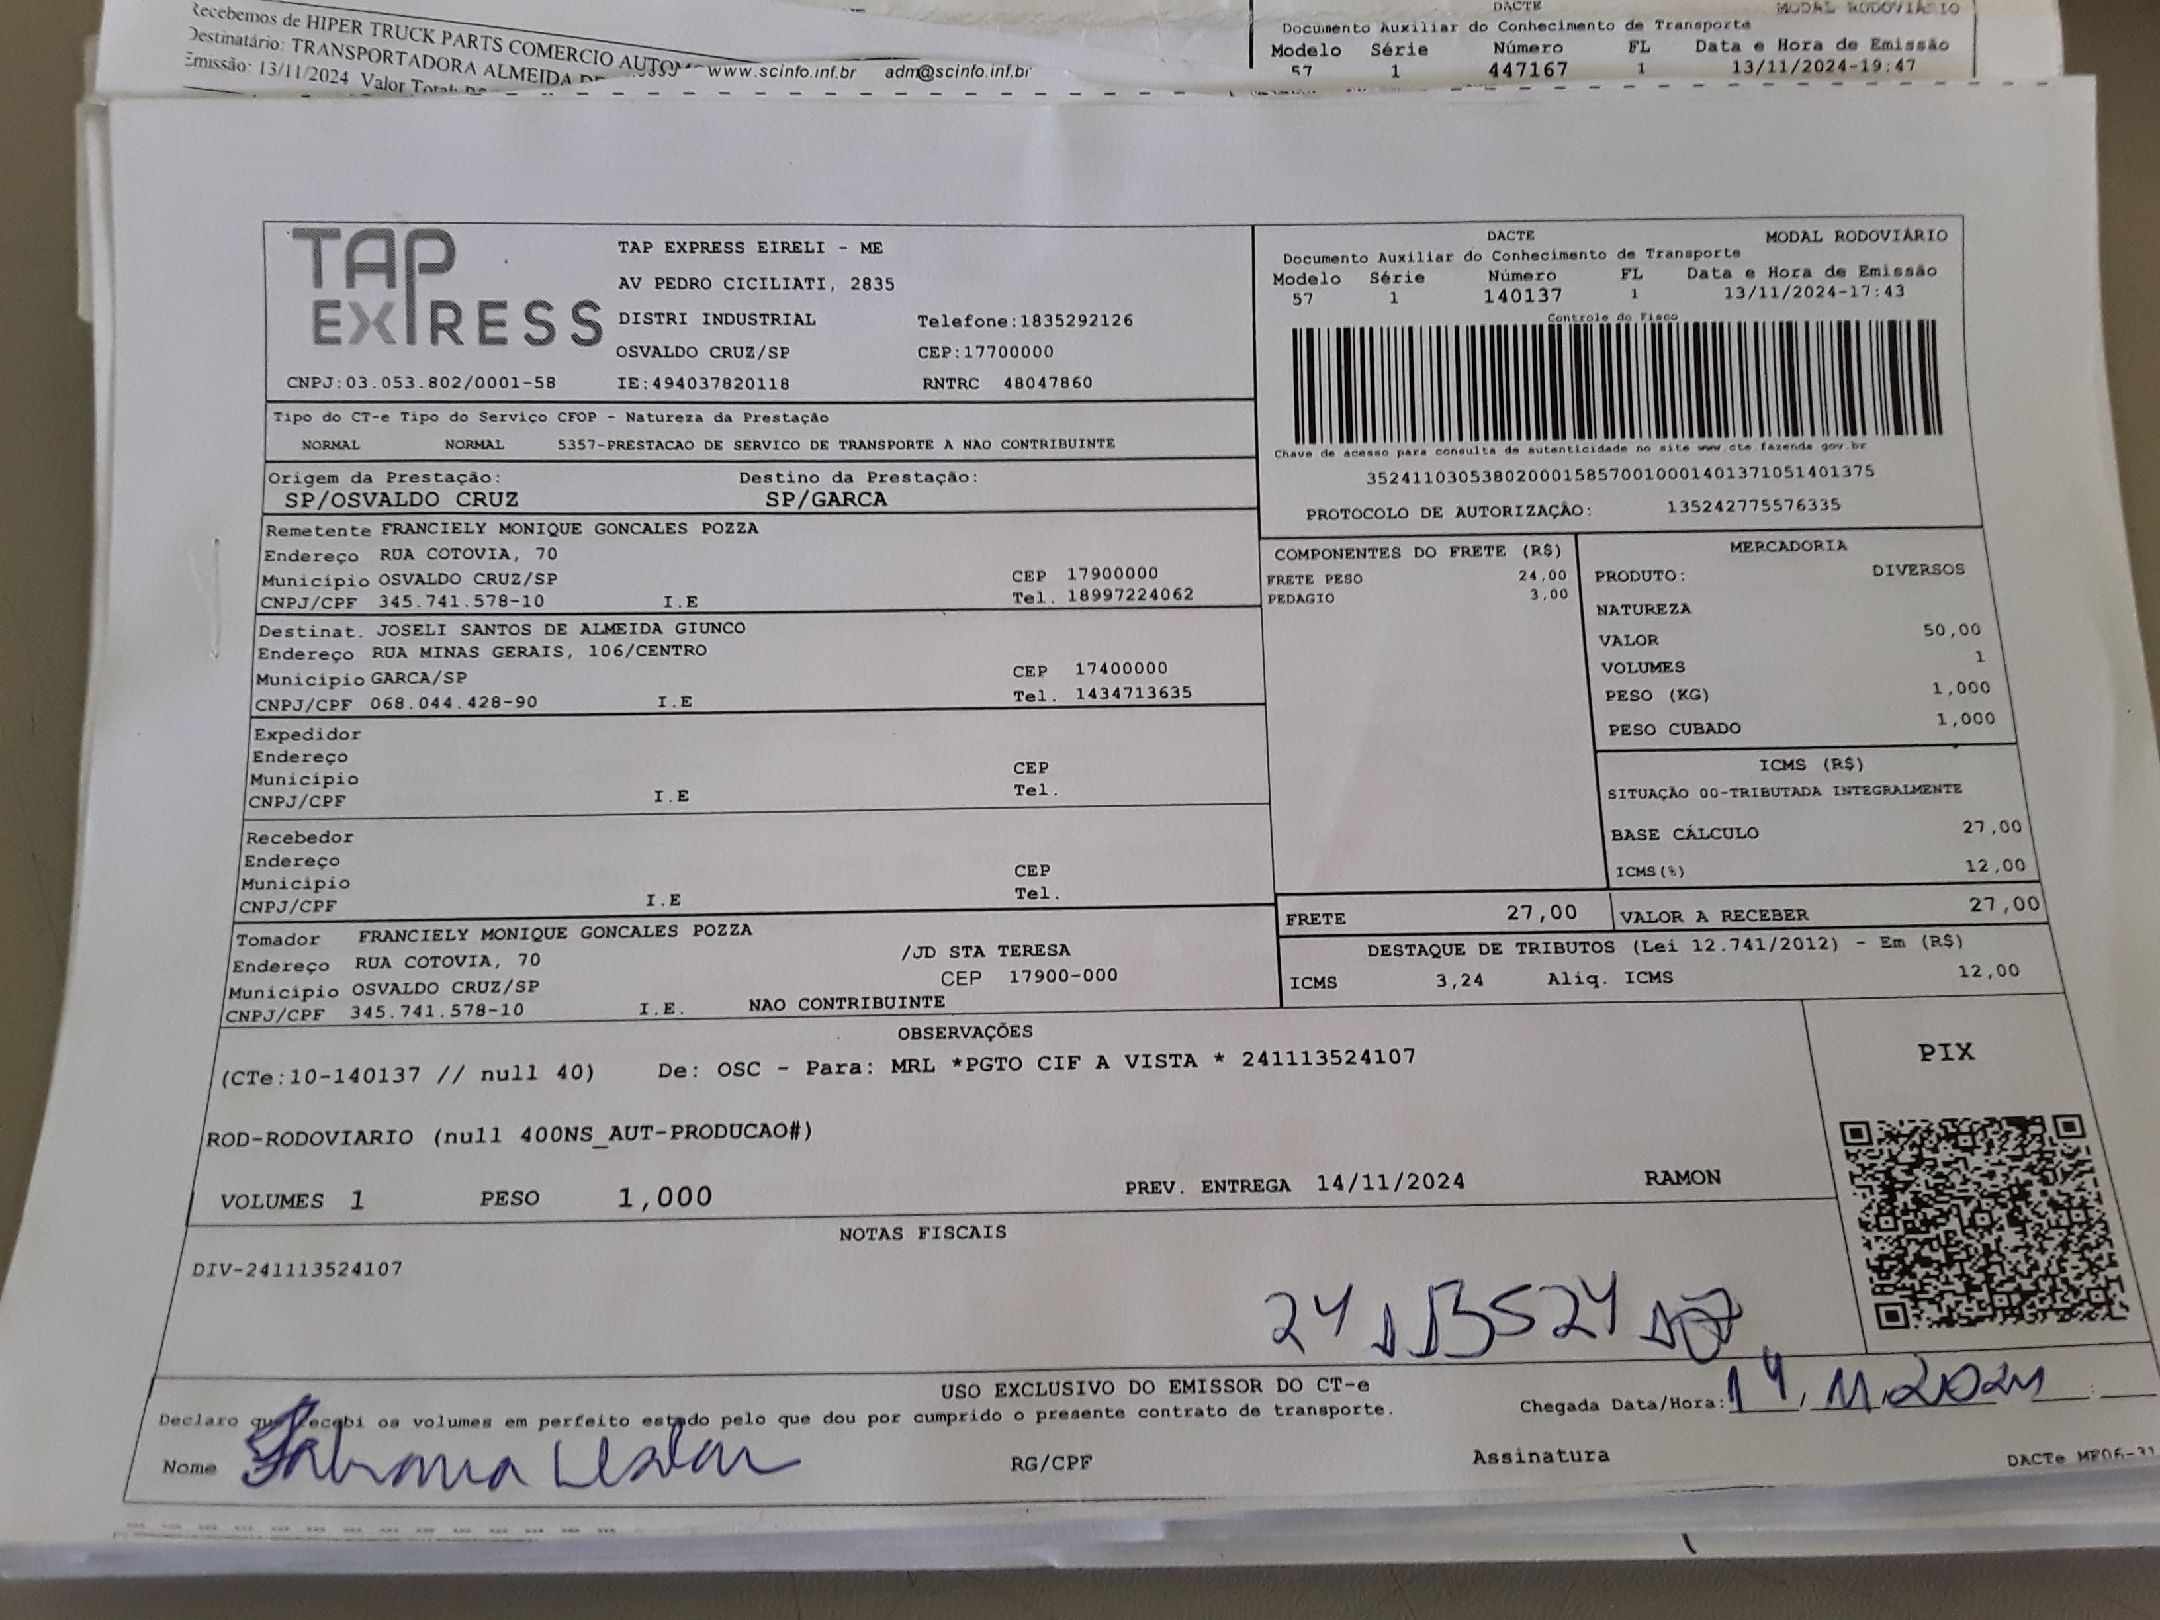 Recebemos de HIPER TRUCK PARTS COMERCIO
Destinatário: TRANSPORTADORA ALMEIDA
Emissão: 13/11/2024 Valor Total:
www.scinfo.inf.br adm@scinfo.inf.br
DACTE MODAL RODOVIÁRIO
Documento Auxiliar do Conhecimento de Transporte
Modelo Série Número FL Data e Hora de Emissão
57 1 447167 1 13/11/2024-19:47
TAP EXPRESS
TAP EXPRESS EIRELI - ME
AV PEDRO CICILIATI, 2835
DISTRI INDUSTRIAL Telefone:1835292126
OSVALDO CRUZ/SP CEP:17700000
CNPJ:03.053.802/0001-58 IE:494037820118 RNTRC 48047860
DACTE MODAL RODOVIÁRIO
Documento Auxiliar do Conhecimento de Transporte
Modelo Série Número FL Data e Hora de Emissão
57 1 140137 1 13/11/2024-17:43
Controle do Fisco
Chave de acesso para consulta de autenticidade no site www.cte.fazenda.gov.br
35241103053802000158570010001401371051401375
PROTOCOLO DE AUTORIZAÇÃO: 135242775576335
Tipo do CT-e Tipo do Serviço CFOP - Natureza da Prestação
NORMAL NORMAL 5357-PRESTACAO DE SERVICO DE TRANSPORTE A NAO CONTRIBUINTE
Origem da Prestação: Destino da Prestação:
SP/OSVALDO CRUZ SP/GARCA
Remetente FRANCIELY MONIQUE GONCALES POZZA
Endereço RUA COTOVIA, 70
Município OSVALDO CRUZ/SP CEP 17900000
CNPJ/CPF 345.741.578-10 I.E Tel. 18997224062
Destinat. JOSELI SANTOS DE ALMEIDA GIUNCO
Endereço RUA MINAS GERAIS, 106/CENTRO
Município GARCA/SP CEP 17400000
CNPJ/CPF 068.044.428-90 I.E Tel. 1434713635
Expedidor
Endereço
Município CEP
CNPJ/CPF I.E Tel.
Recebedor
Endereço
Município CEP
CNPJ/CPF I.E Tel.
Tomador FRANCIELY MONIQUE GONCALES POZZA
Endereço RUA COTOVIA, 70 /JD STA TERESA
Município OSVALDO CRUZ/SP CEP 17900-000
CNPJ/CPF 345.741.578-10 I.E. NAO CONTRIBUINTE
COMPONENTES DO FRETE (R$)
FRETE PESO 24,00
PEDAGIO 3,00
MERCADORIA
PRODUTO: DIVERSOS
NATUREZA
VALOR 50,00
VOLUMES 1
PESO (KG) 1,000
PESO CUBADO 1,000
ICMS (R$)
SITUAÇÃO 00-TRIBUTADA INTEGRALMENTE
BASE CÁLCULO 27,00
ICMS(%) 12,00
FRETE 27,00 VALOR A RECEBER 27,00
DESTAQUE DE TRIBUTOS (Lei 12.741/2012) - Em (R$)
ICMS 3,24 Aliq. ICMS 12,00
OBSERVAÇÕES
(CTe:10-140137 // null 40) De: OSC - Para: MRL *PGTO CIF A VISTA * 241113524107
ROD-RODOVIARIO (null 400NS_AUT-PRODUCAO#)
VOLUMES 1 PESO 1,000 PREV. ENTREGA 14/11/2024 RAMON
PIX
NOTAS FISCAIS
DIV-241113524107
241113524107
USO EXCLUSIVO DO EMISSOR DO CT-e
Declaro que recebi os volumes em perfeito estado pelo que dou por cumprido o presente contrato de transporte.
Chegada Data/Hora: 14/11/2024 :
Nome RG/CPF Assinatura